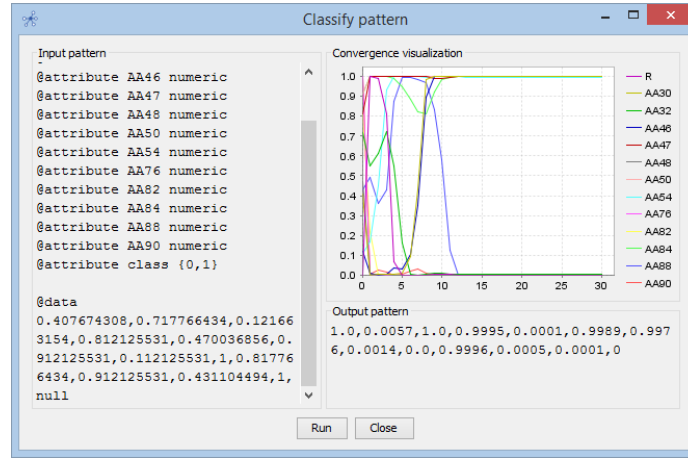 Classify pattern
Input pattern
@attribute AA46 numeric
@attribute AA47 numeric
@attribute AA48 numeric
@attribute AA50 numeric
@attribute AA54 numeric
@attribute AA76 numeric
@attribute AA82 numeric
@attribute AA84 numeric
@attribute AA88 numeric
@attribute AA90 numeric
@attribute class {0,1}
@data
0.407674308,0.717766434,0.12166
3154,0.812125531,0.470036856,0.
912125531,0.112125531,1,0.81776
6434,0.912125531,0.431104494,1,
null
Convergence visualization
1.0
0.9
0.8
0.7
0.6
0.5
0.4
0.3
0.2
0.1
0.0
0 5 10 15 20 25 30
R
AA30
AA32
AA46
AA47
AA48
AA50
AA54
AA76
AA82
AA84
AA88
AA90
Output pattern
1.0,0.0057,1.0,0.9995,0.0001,0.9989,0.997
6,0.0014,0.0,0.9996,0.0005,0.0001,0
Run Close